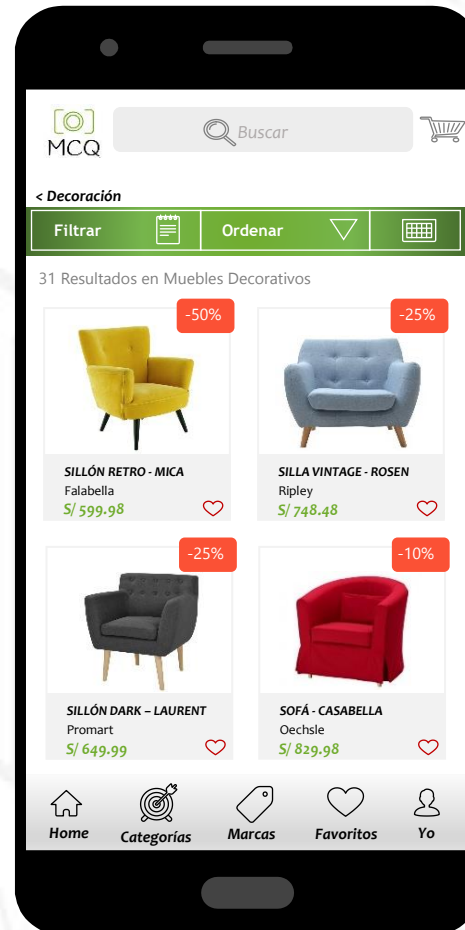 MCQ
Buscar
< Decoración
Filtrar
Ordenar
31 Resultados en Muebles Decorativos
-50%
-25%
SILLÓN RETRO - MICA
Falabella
S/ 599.98
SILLA VINTAGE - ROSEN
Ripley
S/ 748.48
-25%
-10%
SILLÓN DARK – LAURENT
Promart
S/ 649.99
SOFÁ - CASABELLA
Oechsle
S/ 829.98
Home
Categorías
Marcas
Favoritos
Yo